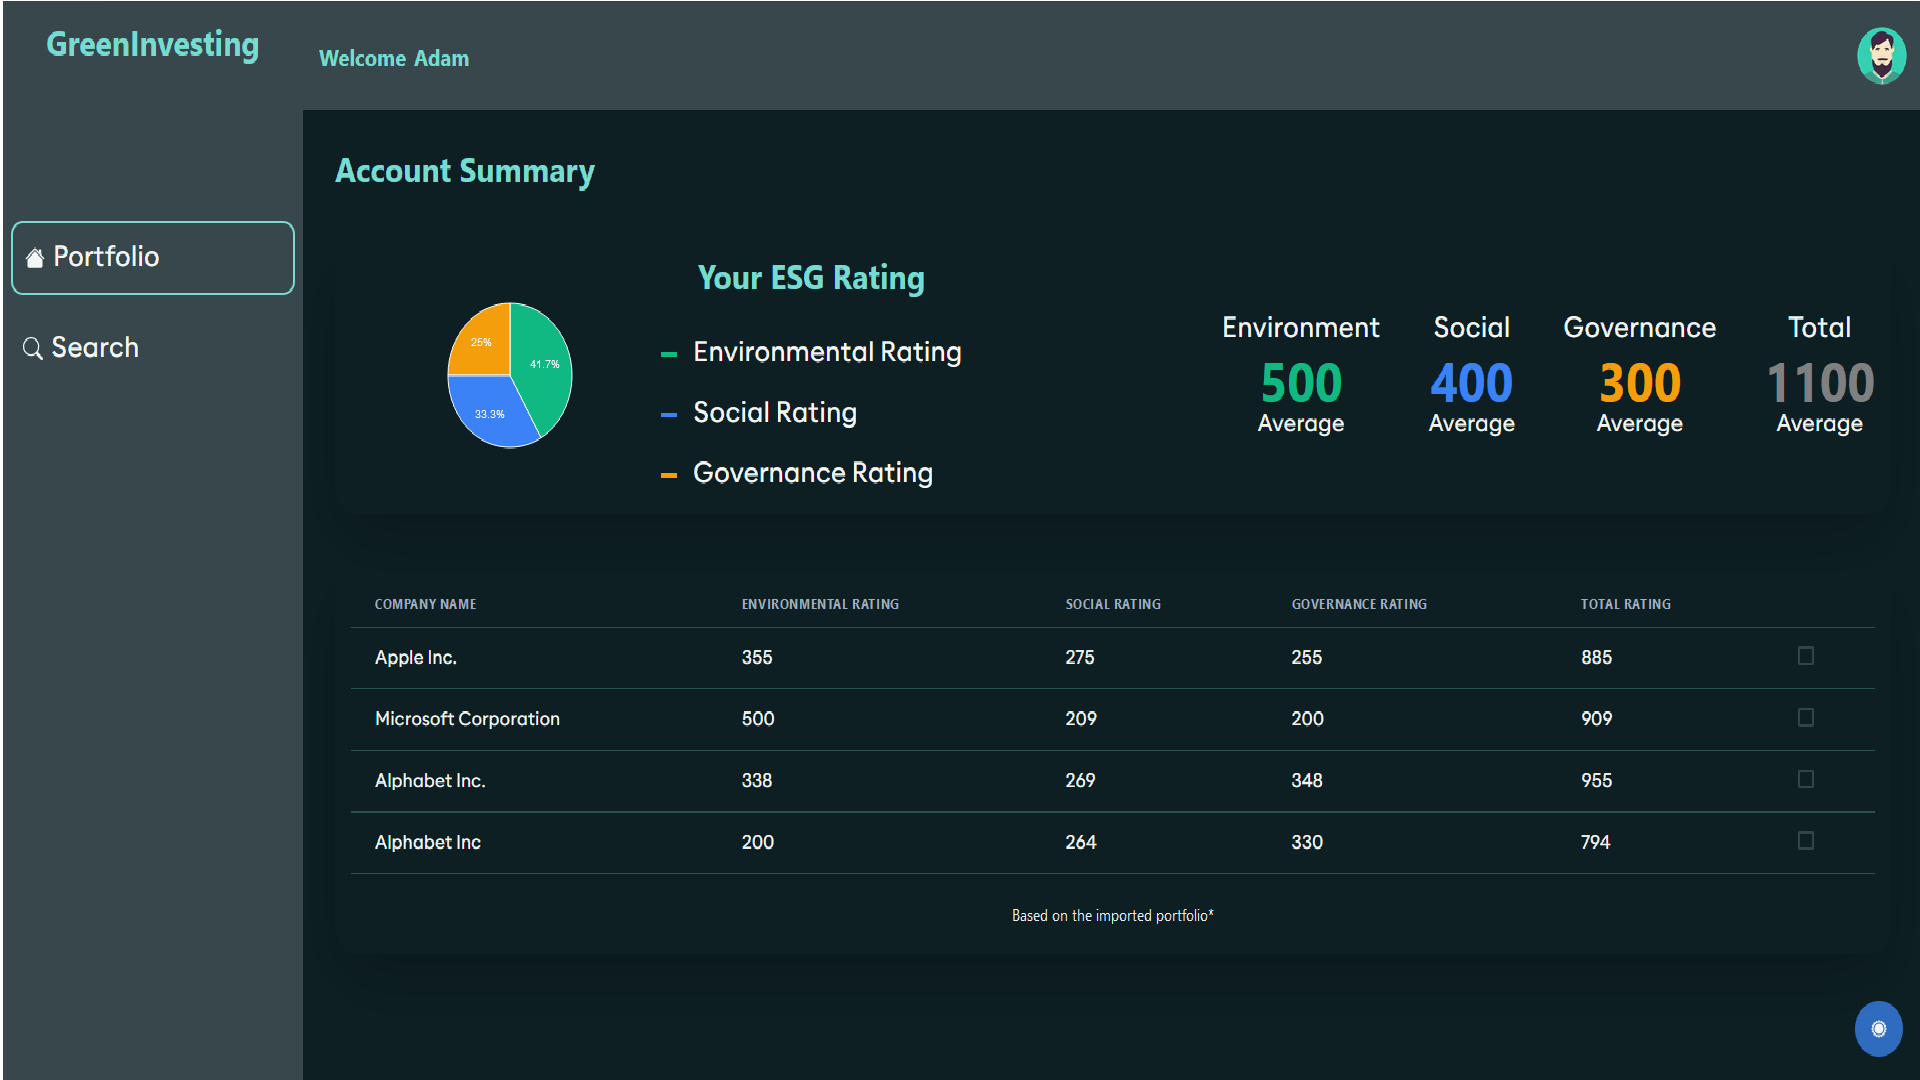 GreenInvesting
Welcome Adam
Portfolio
Search
Account Summary
25%
41.7%
33.3%
Your ESG Rating
Environmental Rating
Social Rating
Governance Rating
Environment Social Governance Total
500 400 300 1100
Average Average Average Average
COMPANY NAME ENVIRONMENTAL RATING SOCIAL RATING GOVERNANCE RATING TOTAL RATING
Apple Inc. 355 275 255 885
Microsoft Corporation 500 209 200 909
Alphabet Inc. 338 269 348 955
Alphabet Inc 200 264 330 794
Based on the imported portfolio*